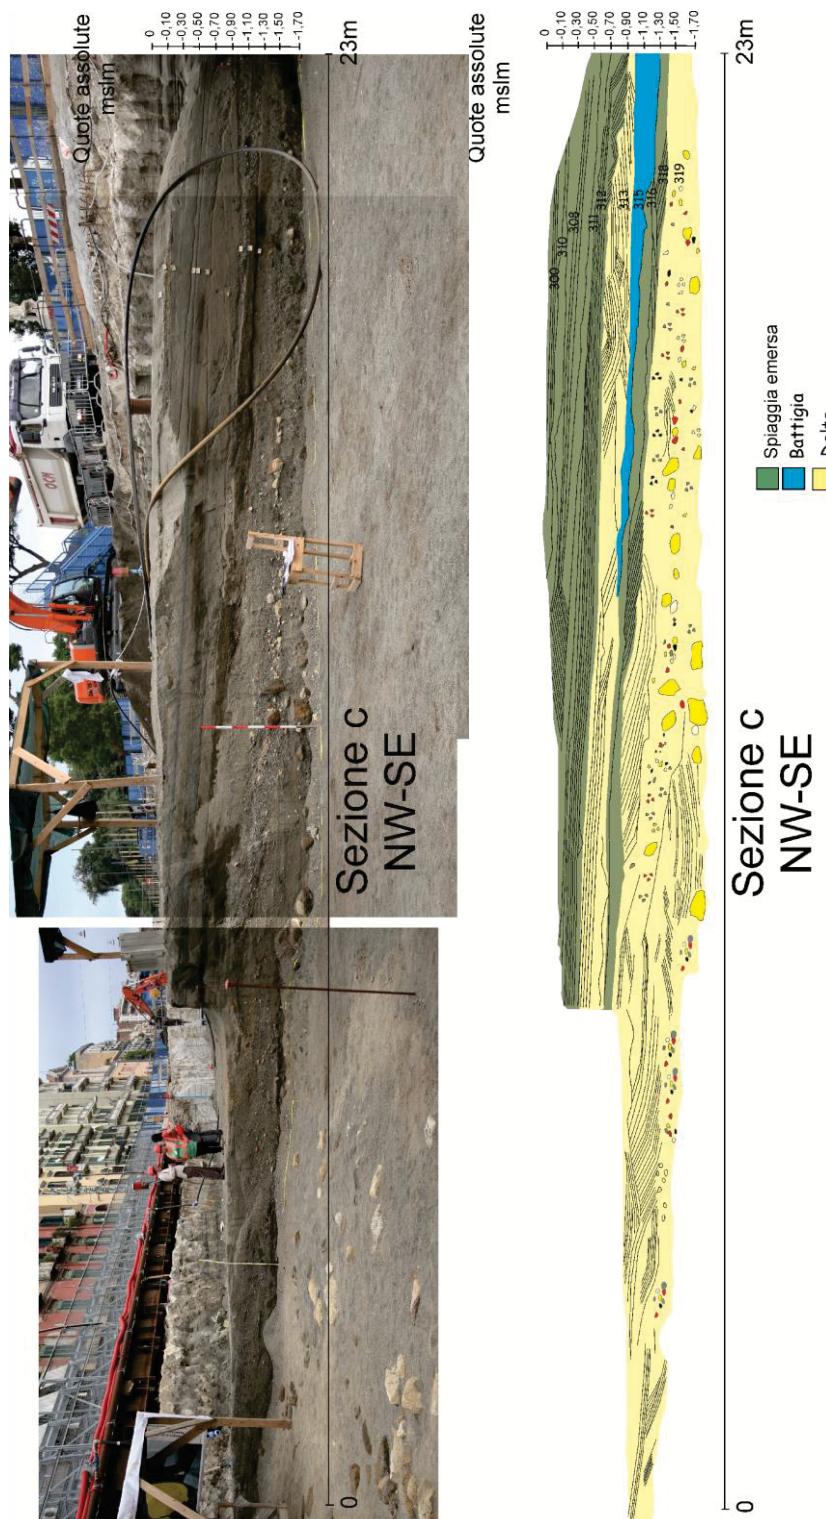 Quote assolute
mslm
0
-0,10
-0,30
-0,50
-0,70
-0,90
-1,10
-1,30
-1,50
-1,70
OCM
Sezione c
NW-SE
0
23m
Quote assolute
mslm
0
-0,10
-0,30
-0,50
-0,70
-0,90
-1,10
-1,30
-1,50
-1,70
300
310
308
311
312
313
315
316
318
319
Sezione c
NW-SE
0
23m
Spiaggia emersa
Battigia
Delta